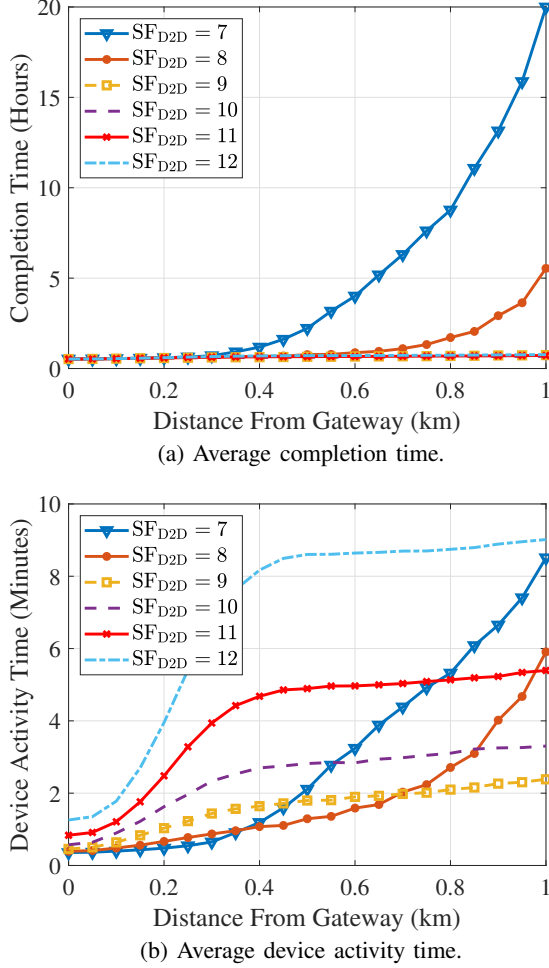 20
15
10
5
0
Completion Time (Hours)
SF_D2D = 7
SF_D2D = 8
SF_D2D = 9
SF_D2D = 10
SF_D2D = 11
SF_D2D = 12
0 0.2 0.4 0.6 0.8 1
Distance From Gateway (km)
(a) Average completion time.
10
8
6
4
2
0
Device Activity Time (Minutes)
SF_D2D = 7
SF_D2D = 8
SF_D2D = 9
SF_D2D = 10
SF_D2D = 11
SF_D2D = 12
0 0.2 0.4 0.6 0.8 1
Distance From Gateway (km)
(b) Average device activity time.